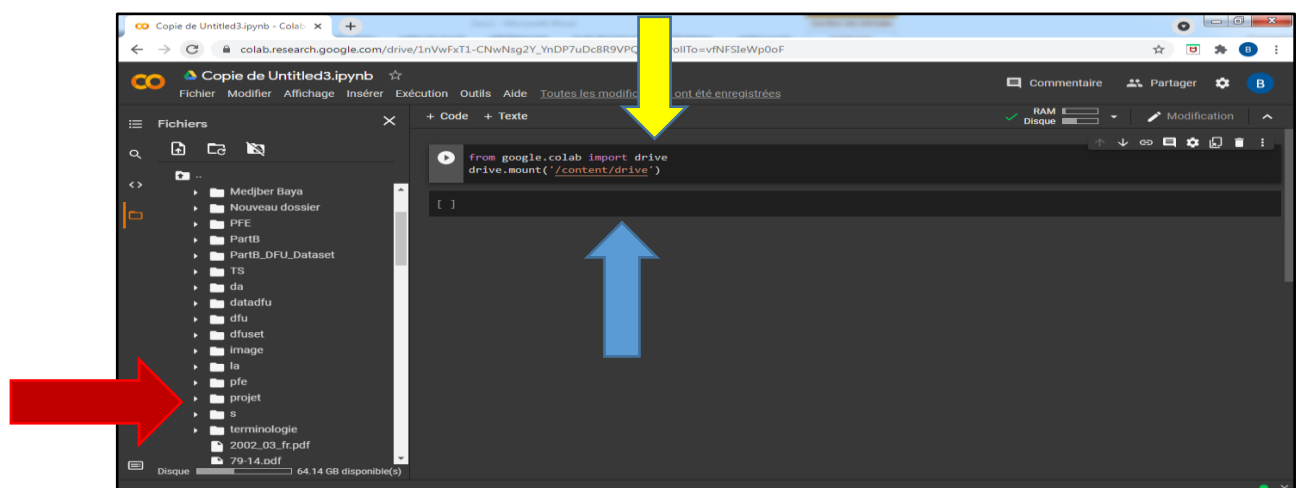 Copie de Untitled3.ipynb - Colab
colab.research.google.com/drive/1nVwFxT1-CNwNsg2Y_YnDP7uDc8R9VPQ ollTo=vfNFSIeWp0oF
B
Copie de Untitled3.ipynb
Fichier Modifier Affichage Insérer Exécution Outils Aide Toutes les ont été enregistrées
Commentaire Partager B
Fichiers
+ Code + Texte
RAM
Disque
Modification
from google.colab import drive
drive.mount('/content/drive')
[ ]
..
Medjber Baya
Nouveau dossier
PFE
PartB
PartB_DFU_Dataset
TS
da
datadfu
dfu
dfuset
image
la
pfe
projet
s
terminologie
2002_03_fr.pdf
79-14.pdf
Disque 64.14 GB disponible(s)